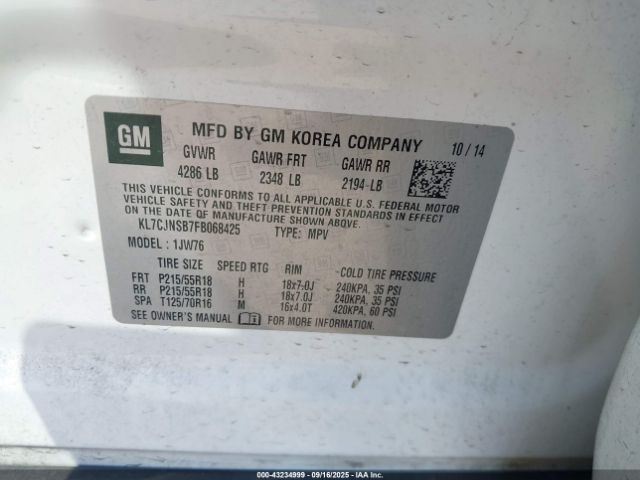 GM
MFD BY GM KOREA COMPANY 10/14
GVWR GAWR FRT GAWR RR
4286 LB 2348 LB 2194 LB
THIS VEHICLE CONFORMS TO ALL APPLICABLE U.S. FEDERAL MOTOR
VEHICLE SAFETY AND THEFT PREVENTION STANDARDS IN EFFECT
ON THE DATE OF MANUFACTURE SHOWN ABOVE.
KL7CJNSB7FB068425 TYPE: MPV
MODEL: 1JW76
TIRE SIZE SPEED RTG RIM COLD TIRE PRESSURE
FRT P215/55R18 H 18x7.0J 240KPA, 35 PSI
RR P215/55R18 H 18x7.0J 240KPA, 35 PSI
SPA T125/70R16 M 16x4.0T 420KPA, 60 PSI
SEE OWNER'S MANUAL FOR MORE INFORMATION.
000-43234999 - 09/16/2025 - IAAI.COM